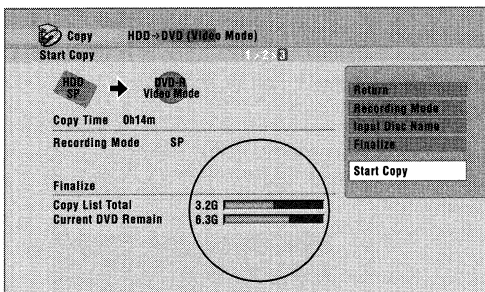 Copy HDD→DVD (Video Mode)
Start Copy 1 > 2 > 3
HDD SP → DVD-R Video Mode
Copy Time 0h14m
Recording Mode SP
Finalize
Copy List Total 3.2G
Current DVD Remain 6.3G
Return
Recording Mode
Input Disc Name
Finalize
Start Copy